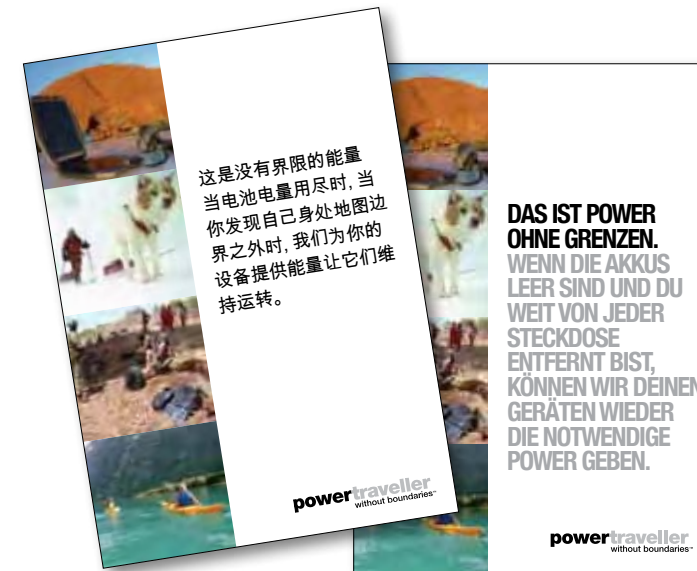 这是没有界限的能量
当电池电量用尽时, 当
你发现自己身处地图边
界之外时, 我们为你的
设备提供能量让它们维
持运转。
powertraveller
without boundaries™
DAS IST POWER
OHNE GRENZEN.
WENN DIE AKKUS
LEER SIND UND DU
WEIT VON JEDER
STECKDOSE
ENTFERNT BIST,
KÖNNEN WIR DEINEN
GERÄTEN WIEDER
DIE NOTWENDIGE
POWER GEBEN.
powertraveller
without boundaries™